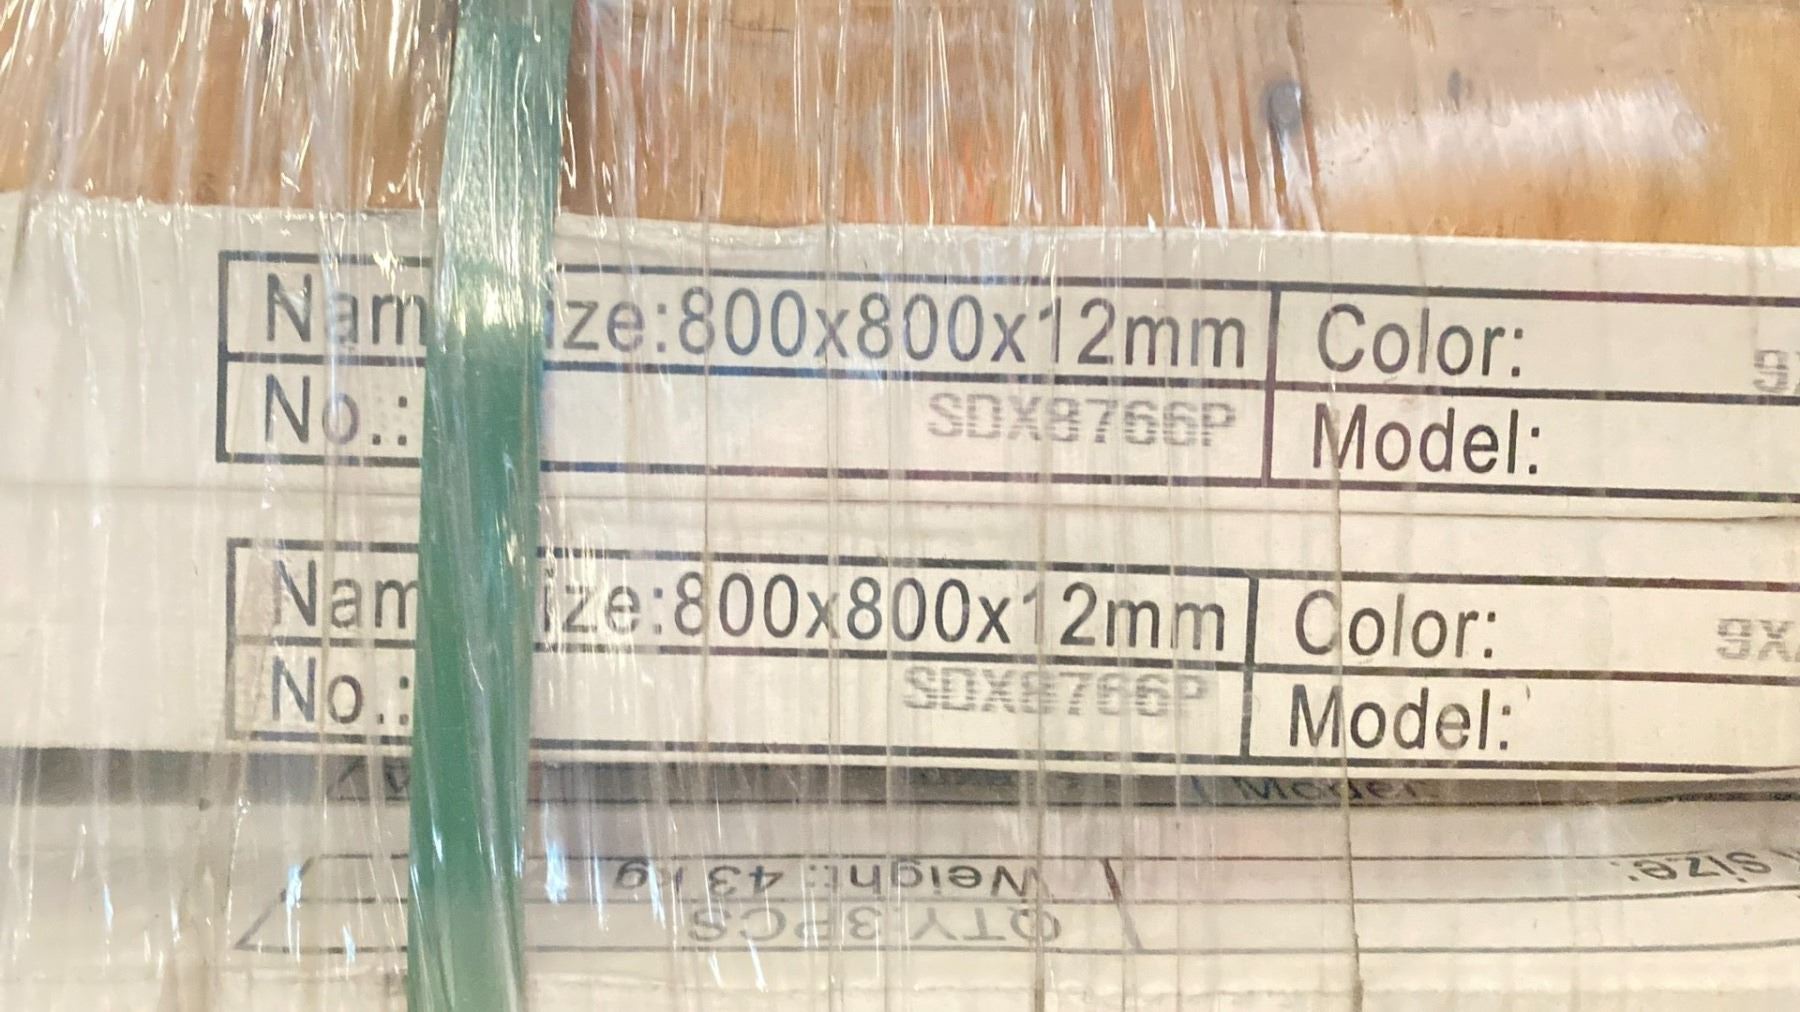 Nam ize:800x800x12mm Color:
No.: SDX8766P Model:
Nam ize:800x800x12mm Color:
No.: SDX8766P Model:
Model:
Weight: 43 kg
size:
QTY:3PCS